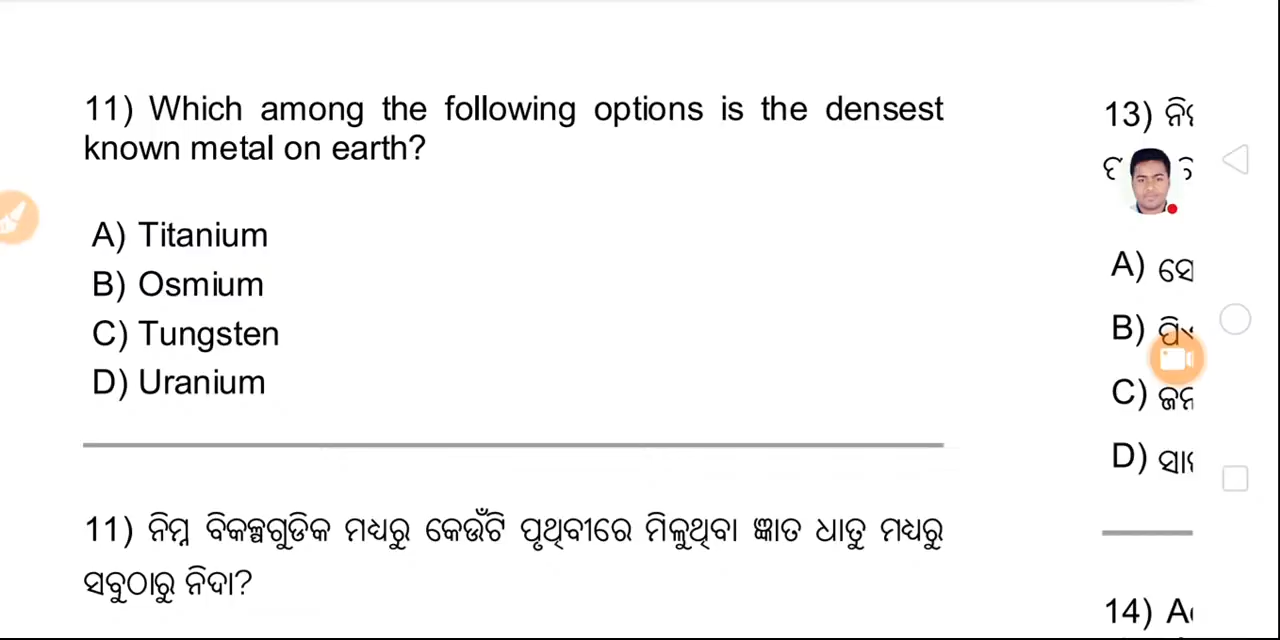 11) Which among the following options is the densest
known metal on earth?
A) Titanium
B) Osmium
C) Tungsten
D) Uranium
11) ନିମ୍ନ ବିକଳ୍ପଗୁଡିକ ମଧ୍ୟରୁ କେଉଁଟି ପୃଥିବୀରେ ମିଳୁଥିବା ଜ୍ଞାତ ଧାତୁ ମଧ୍ୟରୁ
ସବୁଠାରୁ ନିଦା?
13)
A)
B)
C)
D)
14)